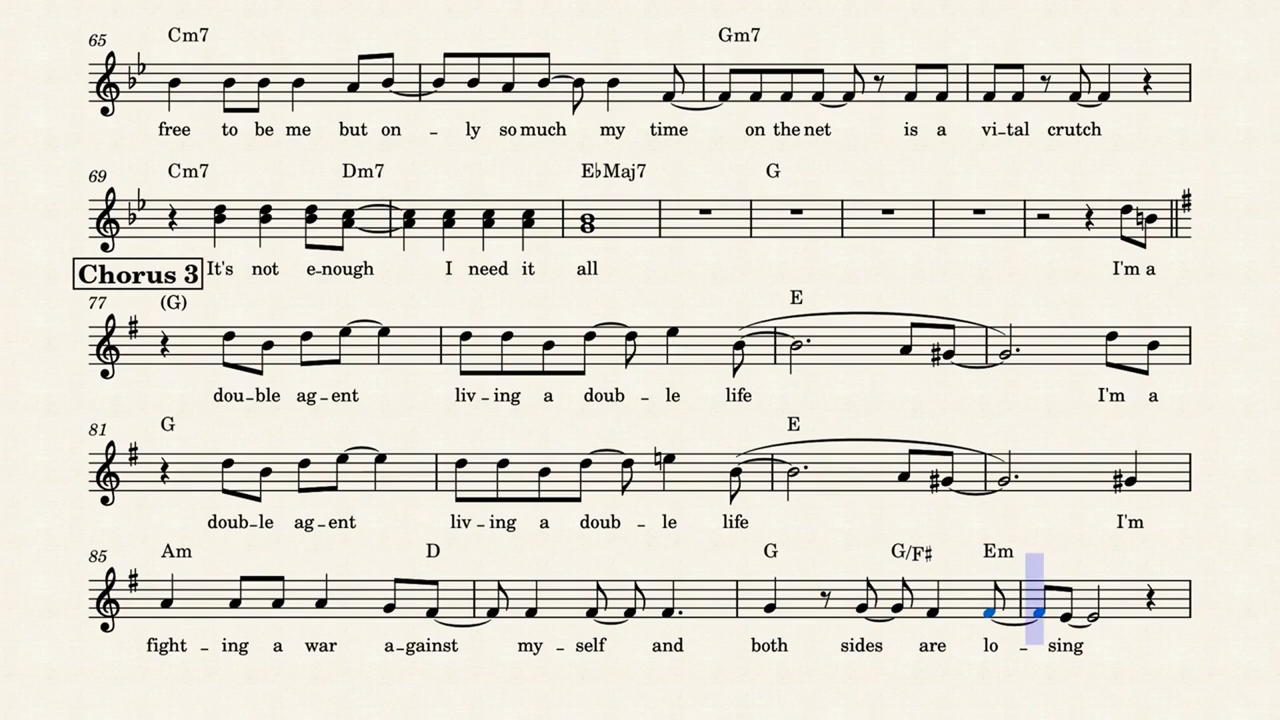 65 Cm7 Gm7
free to be me but on – ly so much my time on the net is a vi–tal crutch
69 Cm7 Dm7 E♭Maj7 G
It's not e–nough I need it all I'm a
Chorus 3
77 (G) E
dou–ble ag–ent liv–ing a doub – le life I'm a
81 G E
doub–le ag–ent liv–ing a doub – le life I'm
85 Am D G G/F♯ Em
fight – ing a war a–gainst my – self and both sides are lo – sing